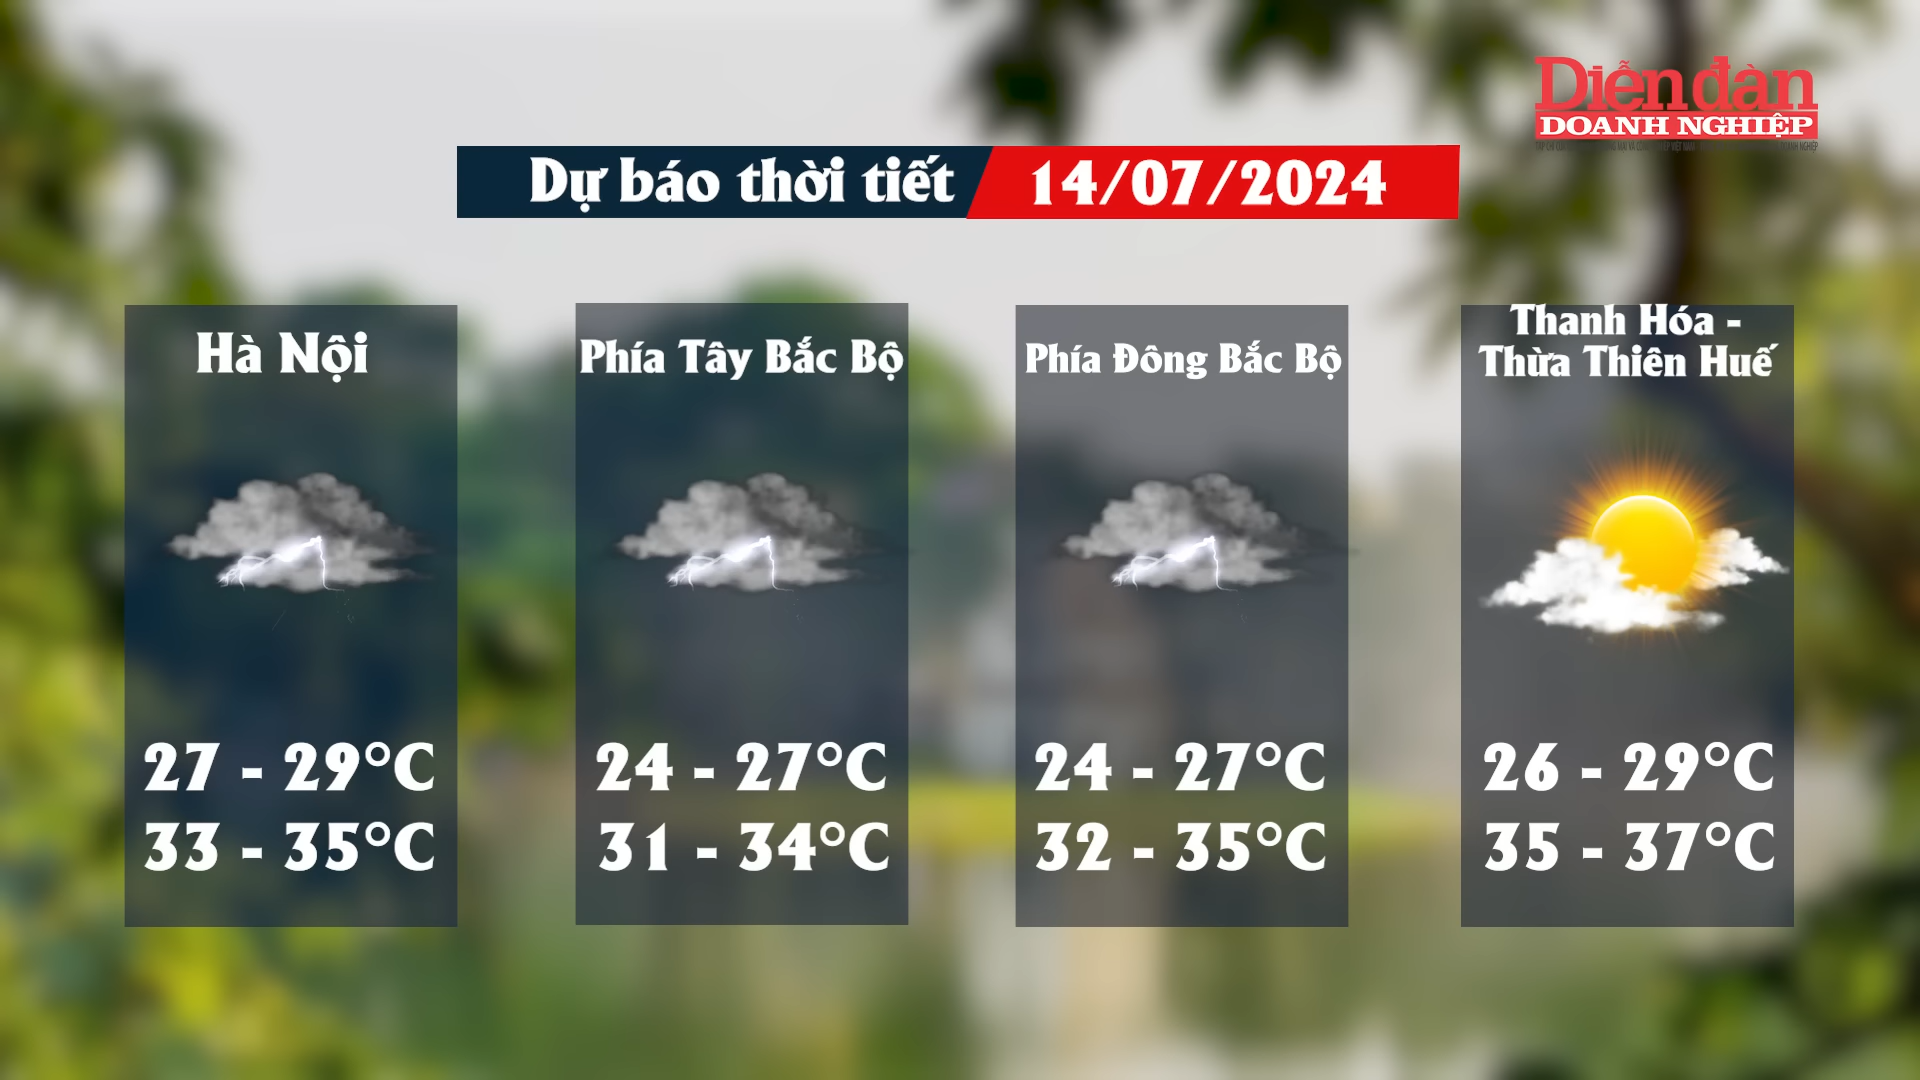 Diễn đàn
DOANH NGHIỆP
Dự báo thời tiết 14/07/2024
Hà Nội
27 - 29°C
33 - 35°C
Phía Tây Bắc Bộ
24 - 27°C
31 - 34°C
Phía Đông Bắc Bộ
24 - 27°C
32 - 35°C
Thanh Hóa -
Thừa Thiên Huế
26 - 29°C
35 - 37°C